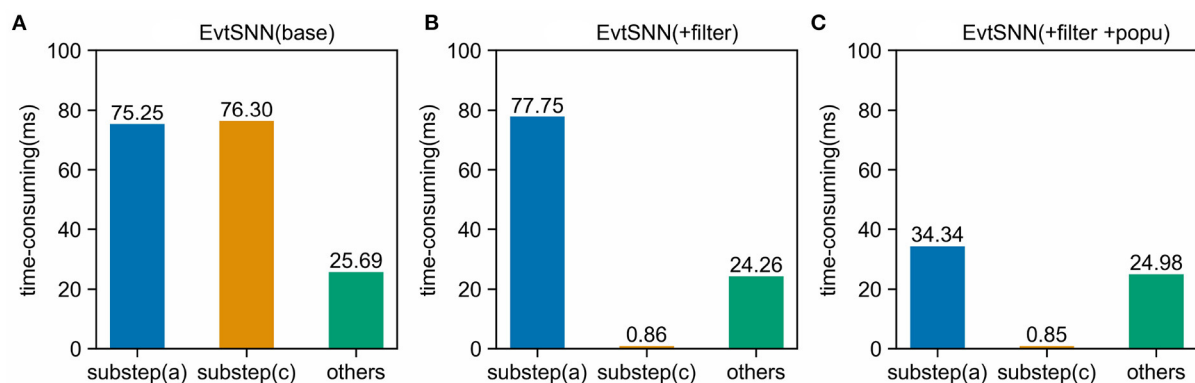 A
EvtSNN(base)
time-consuming(ms)
100
80
60
40
20
0
75.25
76.30
25.69
substep(a)
substep(c)
others
B
EvtSNN(+filter)
time-consuming(ms)
100
80
60
40
20
0
77.75
0.86
24.26
substep(a)
substep(c)
others
C
EvtSNN(+filter +popu)
time-consuming(ms)
100
80
60
40
20
0
34.34
0.85
24.98
substep(a)
substep(c)
others